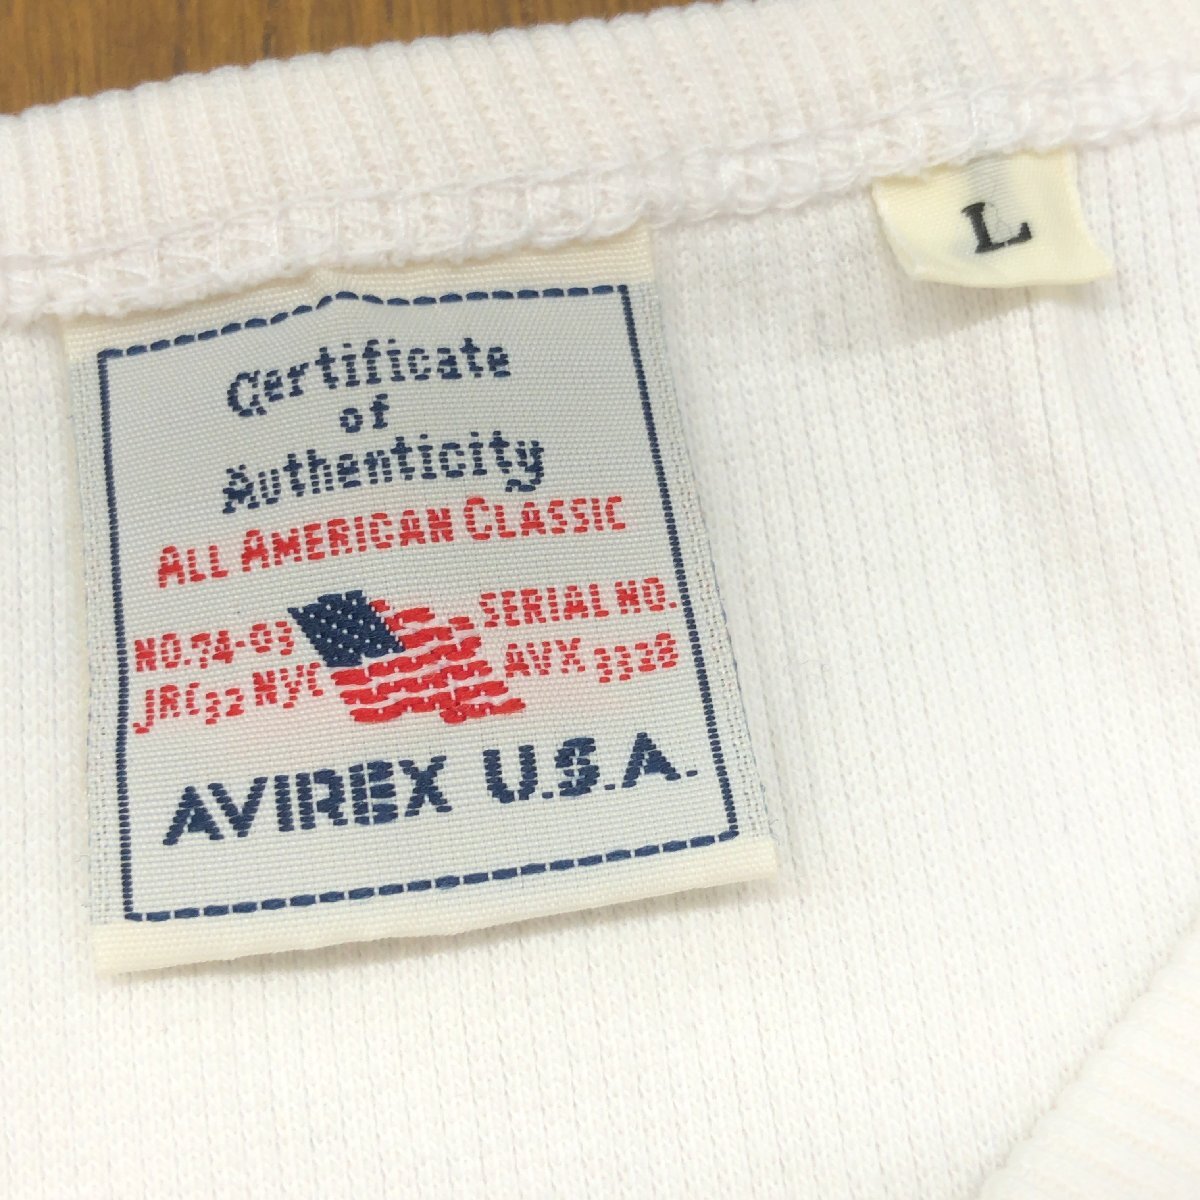 L
Certificate
of
Authenticity
ALL AMERICAN CLASSIC
NO.74-03
JRC32 NYC
SERIAL NO.
AVX 3328
AVIREX U.S.A.